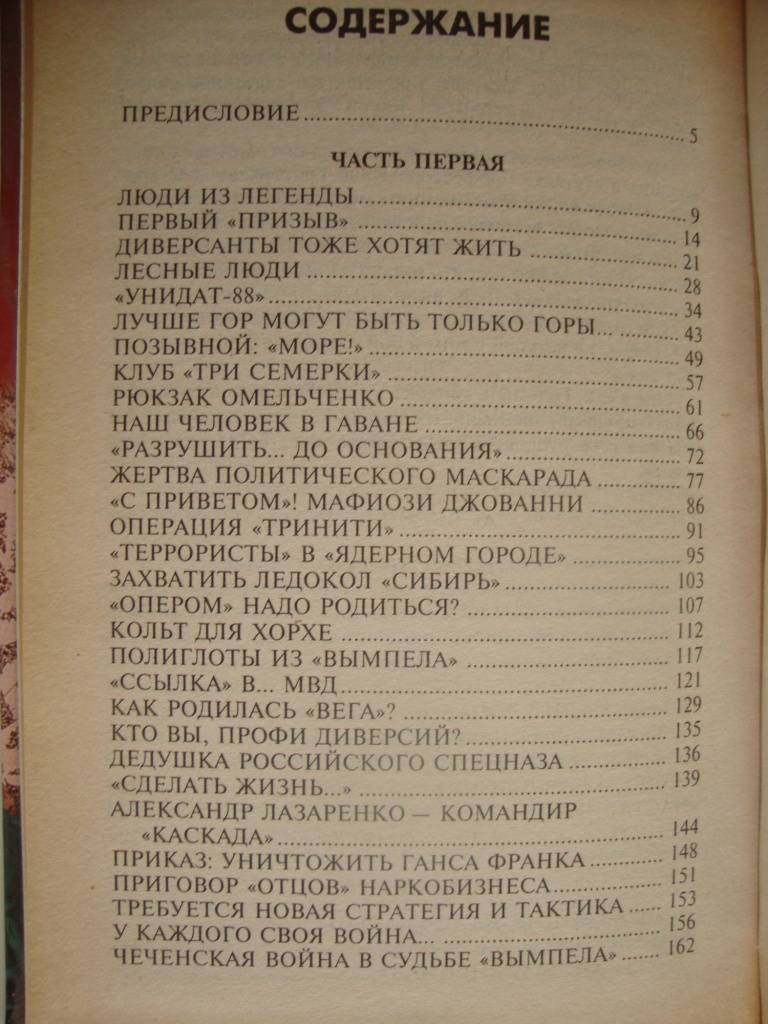 СОДЕРЖАНИЕ
ПРЕДИСЛОВИЕ 5
ЧАСТЬ ПЕРВАЯ
ЛЮДИ ИЗ ЛЕГЕНДЫ 9
ПЕРВЫЙ «ПРИЗЫВ» 14
ДИВЕРСАНТЫ ТОЖЕ ХОТЯТ ЖИТЬ 21
ЛЕСНЫЕ ЛЮДИ 28
«УНИДАТ-88» 34
ЛУЧШЕ ГОР МОГУТ БЫТЬ ТОЛЬКО ГОРЫ... 43
ПОЗЫВНОЙ: «МОРЕ!» 49
КЛУБ «ТРИ СЕМЕРКИ» 57
РЮКЗАК ОМЕЛЬЧЕНКО 61
НАШ ЧЕЛОВЕК В ГАВАНЕ 66
«РАЗРУШИТЬ... ДО ОСНОВАНИЯ» 72
ЖЕРТВА ПОЛИТИЧЕСКОГО МАСКАРАДА 77
«С ПРИВЕТОМ»! МАФИОЗИ ДЖОВАННИ 86
ОПЕРАЦИЯ «ТРИНИТИ» 91
«ТЕРРОРИСТЫ» В «ЯДЕРНОМ ГОРОДЕ» 95
ЗАХВАТИТЬ ЛЕДОКОЛ «СИБИРЬ» 103
«ОПЕРОМ» НАДО РОДИТЬСЯ? 107
КОЛЬТ ДЛЯ ХОРХЕ 112
ПОЛИГЛОТЫ ИЗ «ВЫМПЕЛА» 117
«ССЫЛКА» В... МВД 121
КАК РОДИЛАСЬ «ВЕГА»? 129
КТО ВЫ, ПРОФИ ДИВЕРСИЙ? 135
ДЕДУШКА РОССИЙСКОГО СПЕЦНАЗА 136
«СДЕЛАТЬ ЖИЗНЬ...» 139
АЛЕКСАНДР ЛАЗАРЕНКО — КОМАНДИР
«КАСКАДА» 144
ПРИКАЗ: УНИЧТОЖИТЬ ГАНСА ФРАНКА 148
ПРИГОВОР «ОТЦОВ» НАРКОБИЗНЕСА 151
ТРЕБУЕТСЯ НОВАЯ СТРАТЕГИЯ И ТАКТИКА 153
У КАЖДОГО СВОЯ ВОЙНА... 156
ЧЕЧЕНСКАЯ ВОЙНА В СУДЬБЕ «ВЫМПЕЛА» 162